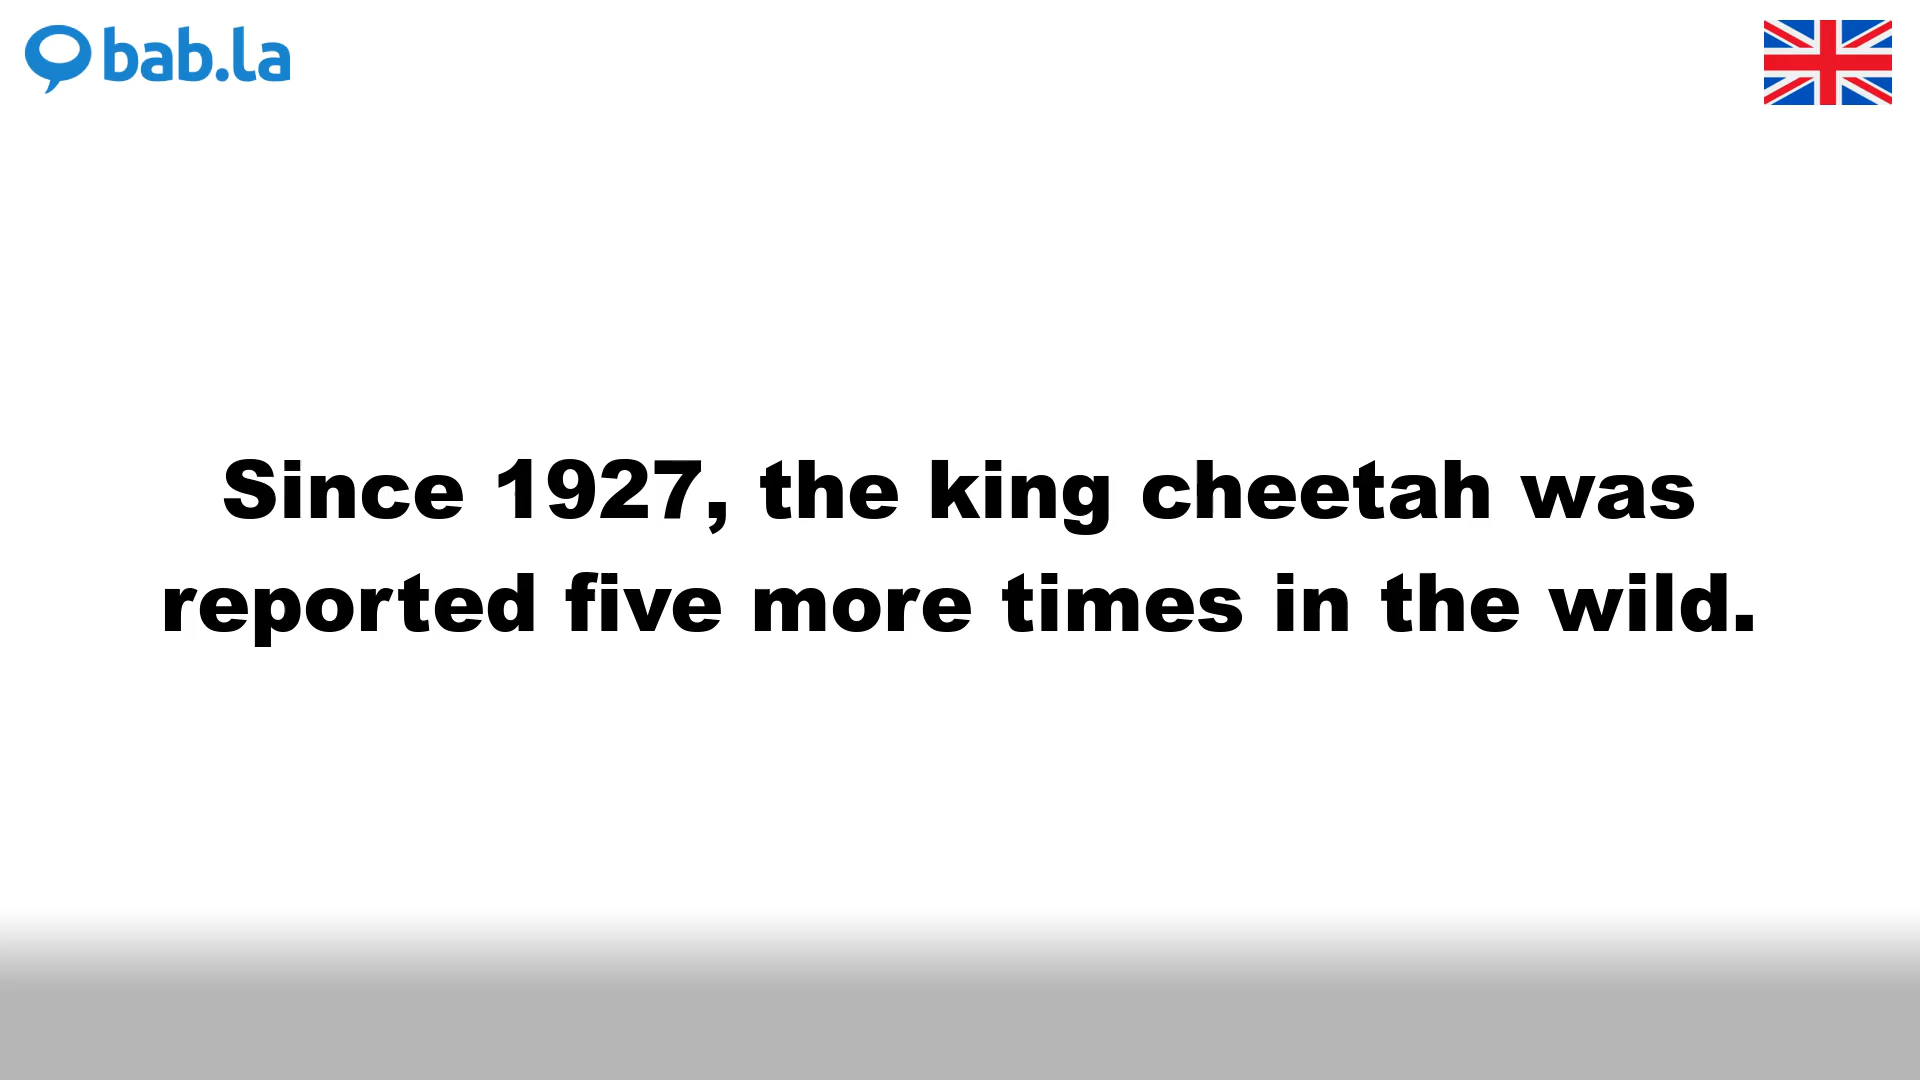 bab.la
Since 1927, the king cheetah was
reported five more times in the wild.